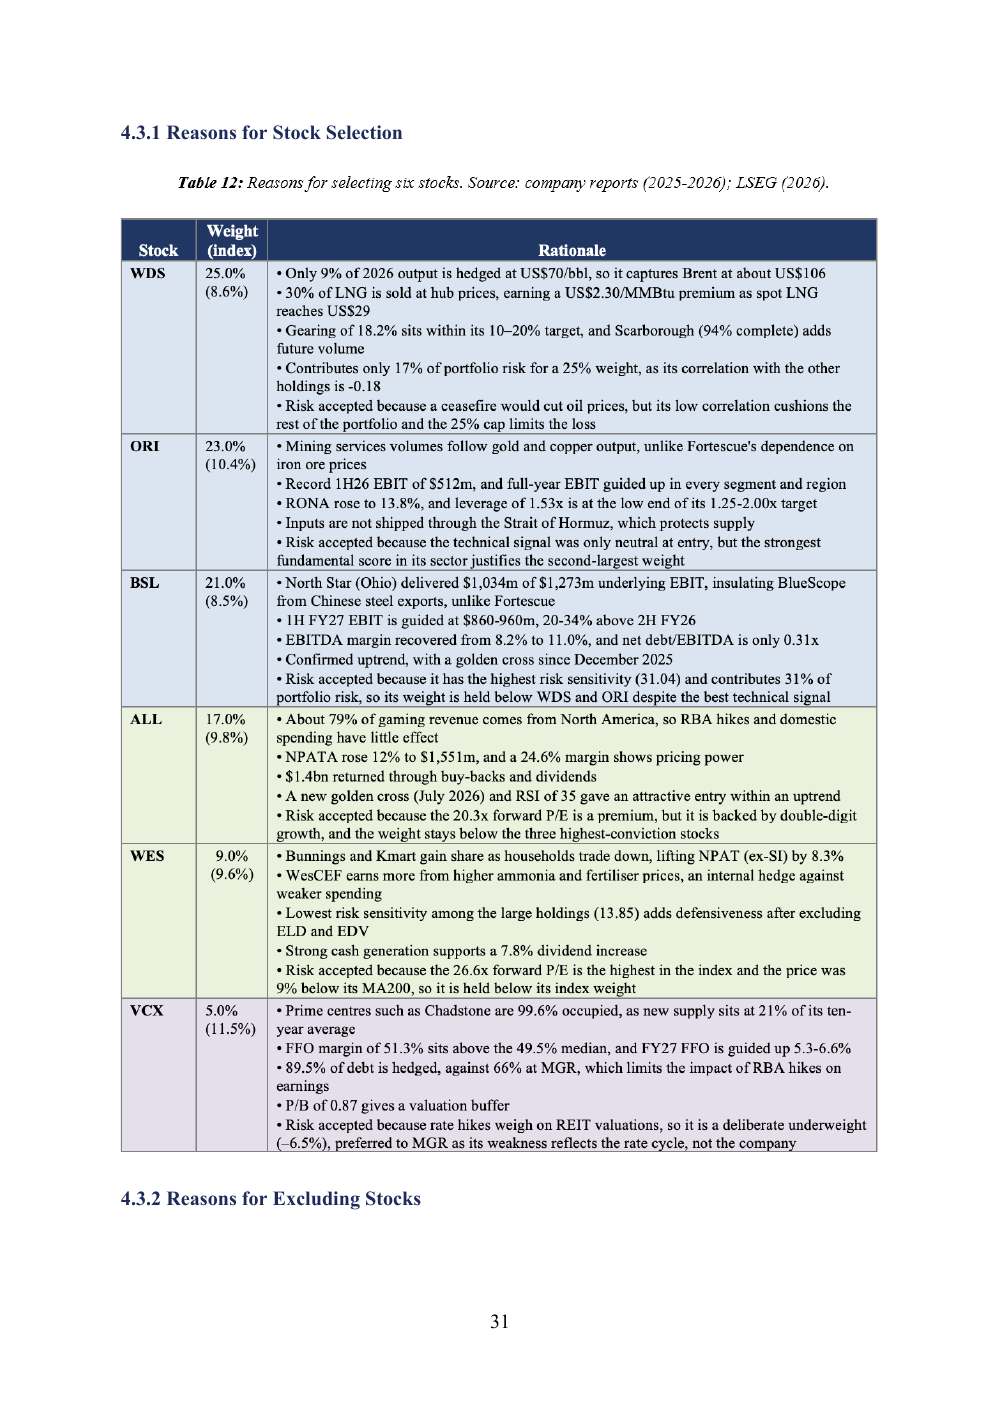 4.3.1 Reasons for Stock Selection
Table 12: Reasons for selecting six stocks. Source: company reports (2025-2026); LSEG (2026).
Stock
Weight
(index)
Rationale
WDS
25.0%
(8.6%)
• Only 9% of 2026 output is hedged at US$70/bbl, so it captures Brent at about US$106
• 30% of LNG is sold at hub prices, earning a US$2.30/MMBtu premium as spot LNG
reaches US$29
• Gearing of 18.2% sits within its 10–20% target, and Scarborough (94% complete) adds
future volume
• Contributes only 17% of portfolio risk for a 25% weight, as its correlation with the other
holdings is -0.18
• Risk accepted because a ceasefire would cut oil prices, but its low correlation cushions the
rest of the portfolio and the 25% cap limits the loss
ORI
23.0%
(10.4%)
• Mining services volumes follow gold and copper output, unlike Fortescue's dependence on
iron ore prices
• Record 1H26 EBIT of $512m, and full-year EBIT guided up in every segment and region
• RONA rose to 13.8%, and leverage of 1.53x is at the low end of its 1.25-2.00x target
• Inputs are not shipped through the Strait of Hormuz, which protects supply
• Risk accepted because the technical signal was only neutral at entry, but the strongest
fundamental score in its sector justifies the second-largest weight
BSL
21.0%
(8.5%)
• North Star (Ohio) delivered $1,034m of $1,273m underlying EBIT, insulating BlueScope
from Chinese steel exports, unlike Fortescue
• 1H FY27 EBIT is guided at $860-960m, 20-34% above 2H FY26
• EBITDA margin recovered from 8.2% to 11.0%, and net debt/EBITDA is only 0.31x
• Confirmed uptrend, with a golden cross since December 2025
• Risk accepted because it has the highest risk sensitivity (31.04) and contributes 31% of
portfolio risk, so its weight is held below WDS and ORI despite the best technical signal
ALL
17.0%
(9.8%)
• About 79% of gaming revenue comes from North America, so RBA hikes and domestic
spending have little effect
• NPATA rose 12% to $1,551m, and a 24.6% margin shows pricing power
• $1.4bn returned through buy-backs and dividends
• A new golden cross (July 2026) and RSI of 35 gave an attractive entry within an uptrend
• Risk accepted because the 20.3x forward P/E is a premium, but it is backed by double-digit
growth, and the weight stays below the three highest-conviction stocks
WES
9.0%
(9.6%)
• Bunnings and Kmart gain share as households trade down, lifting NPAT (ex-SI) by 8.3%
• WesCEF earns more from higher ammonia and fertiliser prices, an internal hedge against
weaker spending
• Lowest risk sensitivity among the large holdings (13.85) adds defensiveness after excluding
ELD and EDV
• Strong cash generation supports a 7.8% dividend increase
• Risk accepted because the 26.6x forward P/E is the highest in the index and the price was
9% below its MA200, so it is held below its index weight
VCX
5.0%
(11.5%)
• Prime centres such as Chadstone are 99.6% occupied, as new supply sits at 21% of its ten-
year average
• FFO margin of 51.3% sits above the 49.5% median, and FY27 FFO is guided up 5.3-6.6%
• 89.5% of debt is hedged, against 66% at MGR, which limits the impact of RBA hikes on
earnings
• P/B of 0.87 gives a valuation buffer
• Risk accepted because rate hikes weigh on REIT valuations, so it is a deliberate underweight
(–6.5%), preferred to MGR as its weakness reflects the rate cycle, not the company
4.3.2 Reasons for Excluding Stocks
31